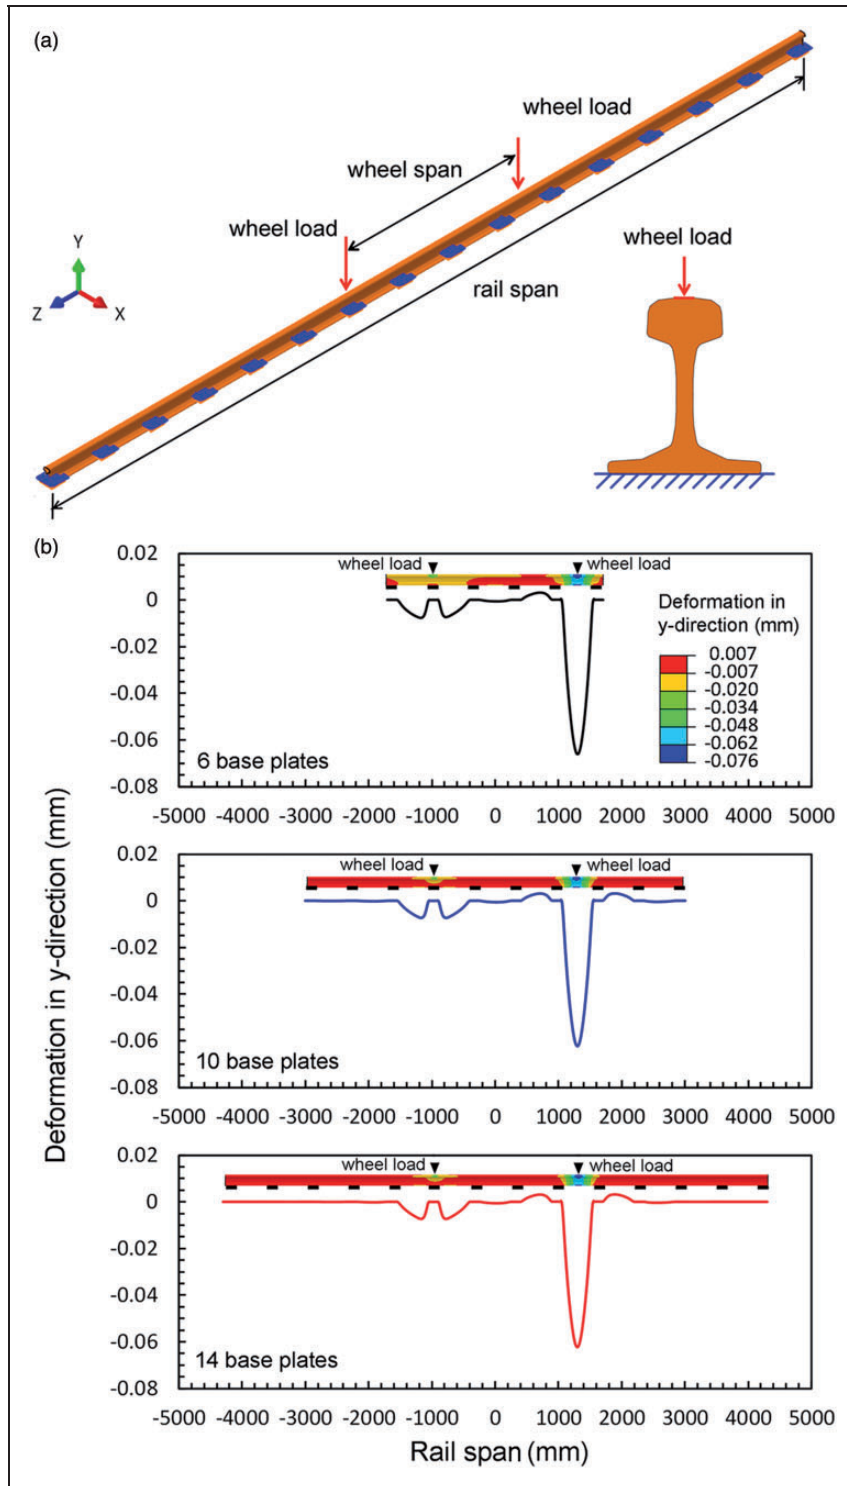 (a)
wheel load
wheel span
wheel load
wheel load
rail span
Y
Z
X
(b)
Deformation in y-direction (mm)
0.02
0
-0.02
-0.04
-0.06
-0.08
wheel load
wheel load
Deformation in
y-direction (mm)
0.007
-0.007
-0.020
-0.034
-0.048
-0.062
-0.076
6 base plates
-5000 -4000 -3000 -2000 -1000 0 1000 2000 3000 4000 5000
0.02
0
-0.02
-0.04
-0.06
-0.08
wheel load
wheel load
10 base plates
-5000 -4000 -3000 -2000 -1000 0 1000 2000 3000 4000 5000
0.02
0
-0.02
-0.04
-0.06
-0.08
wheel load
wheel load
14 base plates
-5000 -4000 -3000 -2000 -1000 0 1000 2000 3000 4000 5000
Rail span (mm)